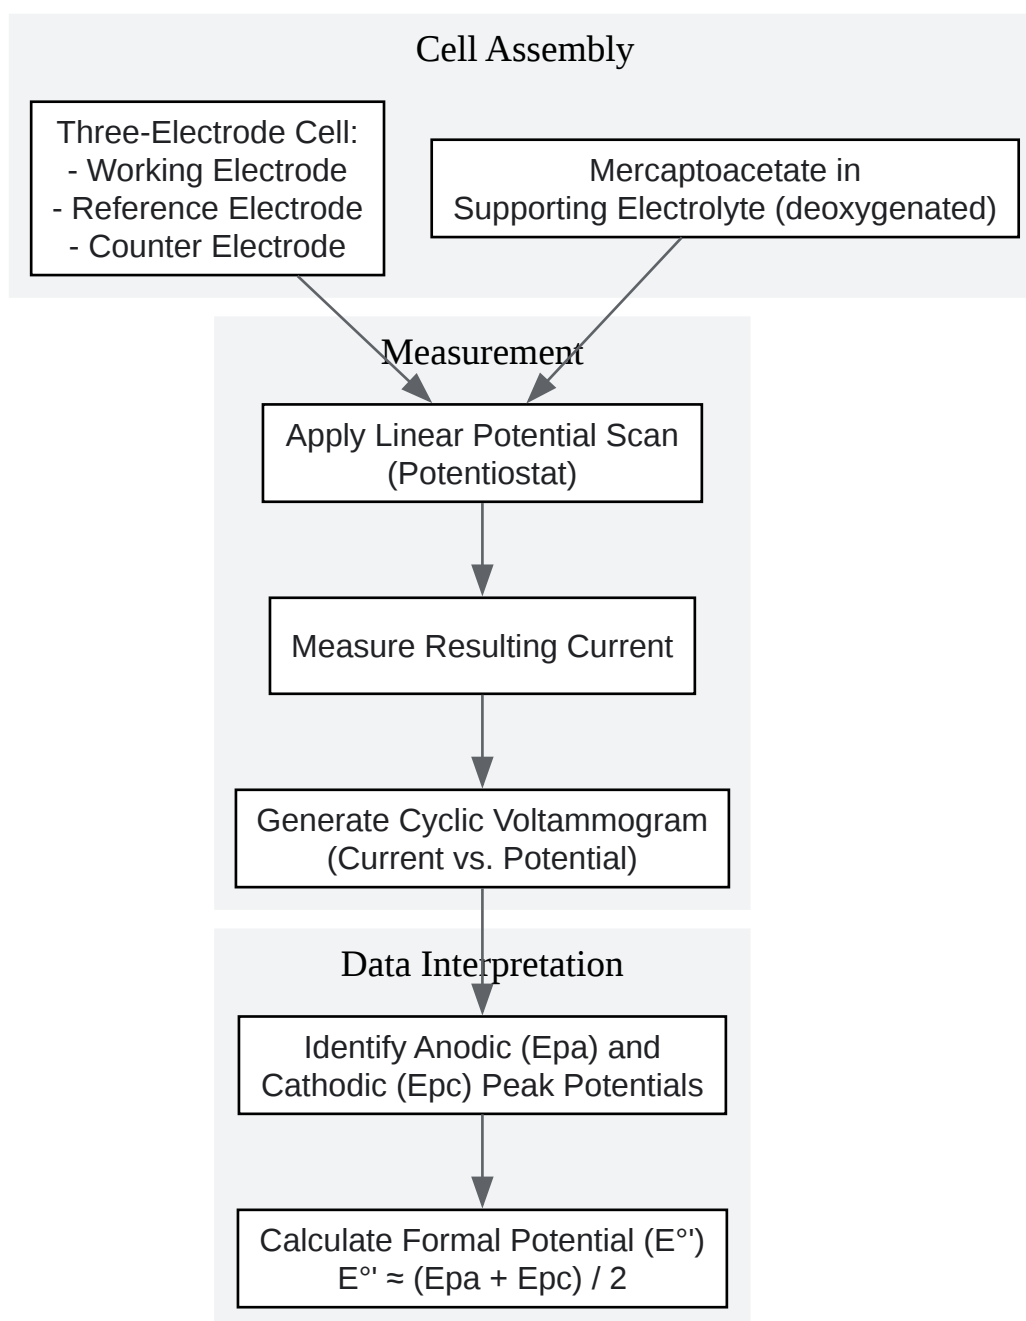 Cell Assembly
Three-Electrode Cell:
- Working Electrode
- Reference Electrode
- Counter Electrode
Mercaptoacetate in
Supporting Electrolyte (deoxygenated)
Measurement
Apply Linear Potential Scan
(Potentiostat)
Measure Resulting Current
Generate Cyclic Voltammogram
(Current vs. Potential)
Data Interpretation
Identify Anodic (Epa) and
Cathodic (Epc) Peak Potentials
Calculate Formal Potential (E°')
E°' ≈ (Epa + Epc) / 2